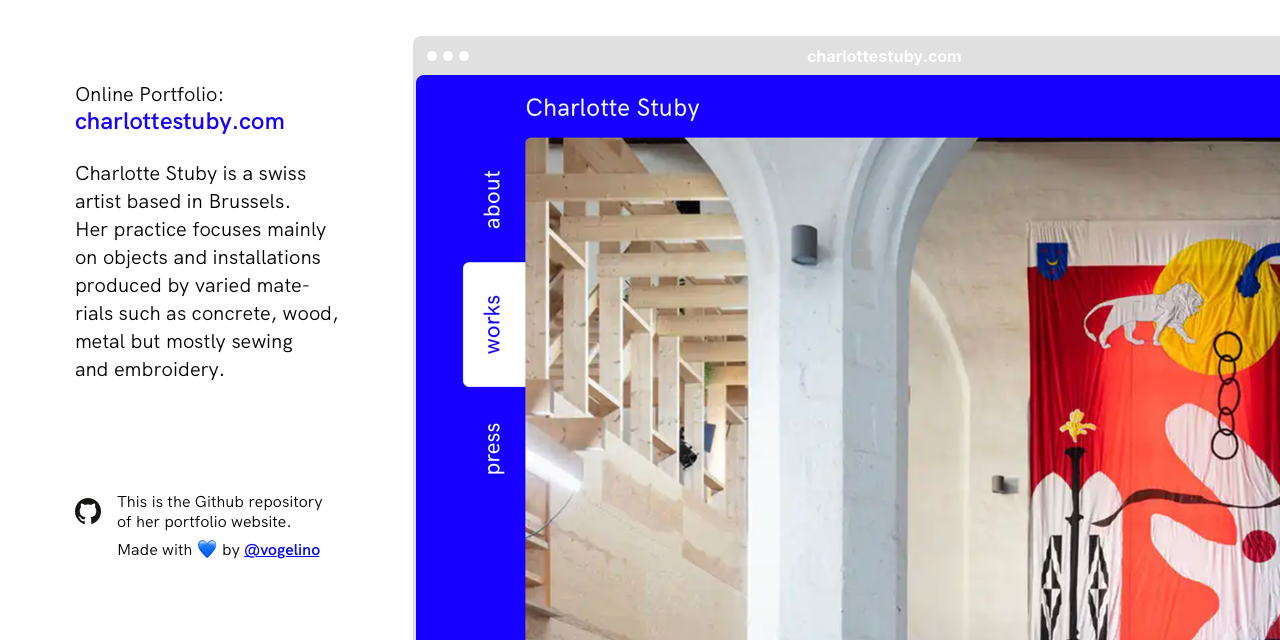 Online Portfolio:
charlottestuby.com
Charlotte Stuby is a swiss
artist based in Brussels.
Her practice focuses mainly
on objects and installations
produced by varied mate-
rials such as concrete, wood,
metal but mostly sewing
and embroidery.
This is the Github repository
of her portfolio website.
Made with 💙 by @vogelino
charlottestuby.com
Charlotte Stuby
about
works
press